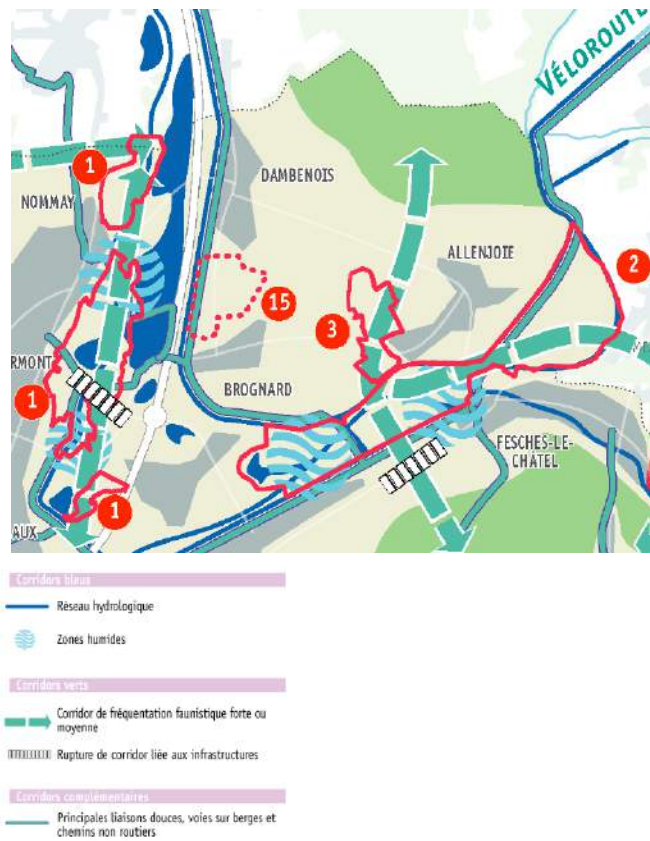 VÉLOROUTE
DAMBENOIS
1
NOMMAY
ALLENJOIE
2
15
3
RMONT
1
BROGNARD
FESCHES-LE-
CHÂTEL
1
AUX
Corridors bleus
Réseau hydrologique
Zones humides
Corridors verts
Corridor de fréquentation faunistique forte ou
moyenne
Rupture de corridor liée aux infrastructures
Corridors complémentaires
Principales liaisons douces, voies sur berges et
chemins non routiers